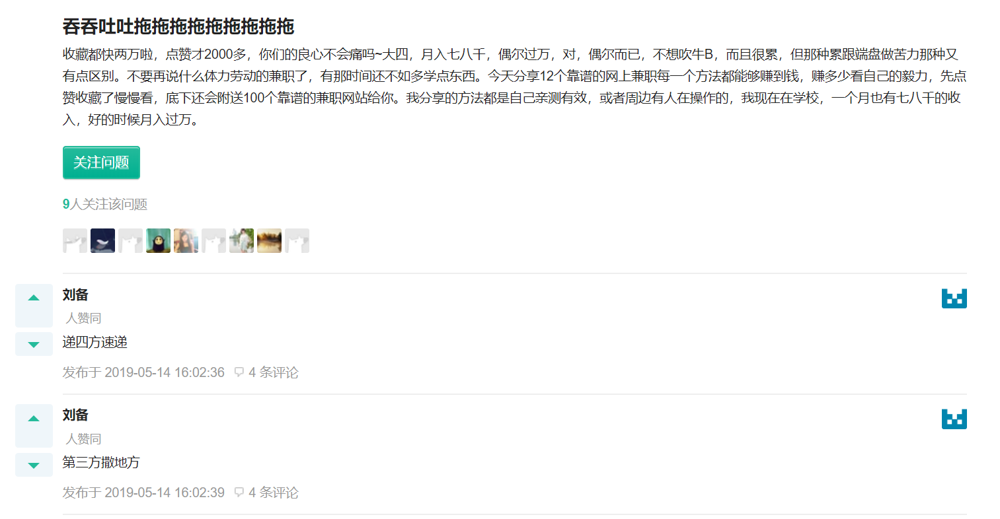 吞吞吐吐拖拖拖拖拖拖拖拖拖
收藏都快两万啦，点赞才2000多，你们的良心不会痛吗~大四，月入七八千，偶尔过万，对，偶尔而已，不想吹牛B，而且很累，但那种累跟端盘做苦力那种又
有点区别。不要再说什么体力劳动的兼职了，有那时间还不如多学点东西。今天分享12个靠谱的网上兼职每一个方法都能够赚到钱，赚多少看自己的毅力，先点
赞收藏了慢慢看，底下还会附送100个靠谱的兼职网站给你。我分享的方法都是自己亲测有效，或者周边有人在操作的，我现在在学校，一个月也有七八千的收
入，好的时候月入过万。
关注问题
9人关注该问题
刘备
人赞同
递四方速递
发布于 2019-05-14 16:02:36 4 条评论
刘备
人赞同
第三方撒地方
发布于 2019-05-14 16:02:39 4 条评论